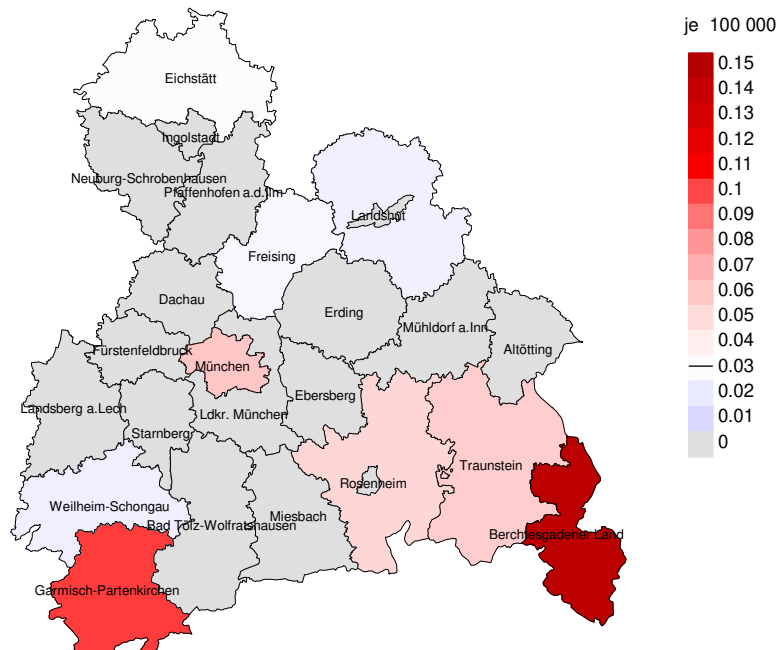 je 100 000
0.15
0.14
0.13
0.12
0.11
0.1
0.09
0.08
0.07
0.06
0.05
0.04
0.03
0.02
0.01
0
Eichstätt
Ingolstadt
Neuburg-Schrobenhausen
Pfaffenhofen a.d.Ilm
Landshut
Freising
Dachau
Erding
Mühldorf a.Inn
Altötting
Fürstenfeldbruck
München
Ebersberg
Landsberg a.Lech
Ldkr. München
Starnberg
Traunstein
Rosenheim
Weilheim-Schongau
Miesbach
Bad Tölz-Wolfratshausen
Berchtesgadener Land
Garmisch-Partenkirchen